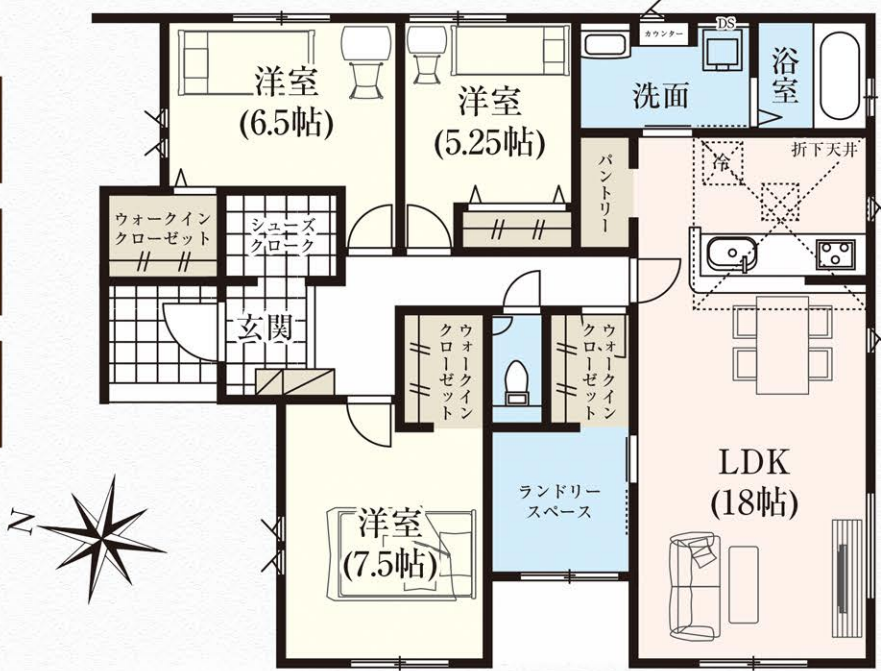 洋室
(6.5帖)
洋室
(5.25帖)
カウンター
DS
洗面
浴室
パントリー
冷
折下天井
ウォークイン
クローゼット
シューズ
クローク
玄関
ウォークイン
クローゼット
ウォークイン
クローゼット
LDK
(18帖)
ランドリー
スペース
洋室
(7.5帖)
N